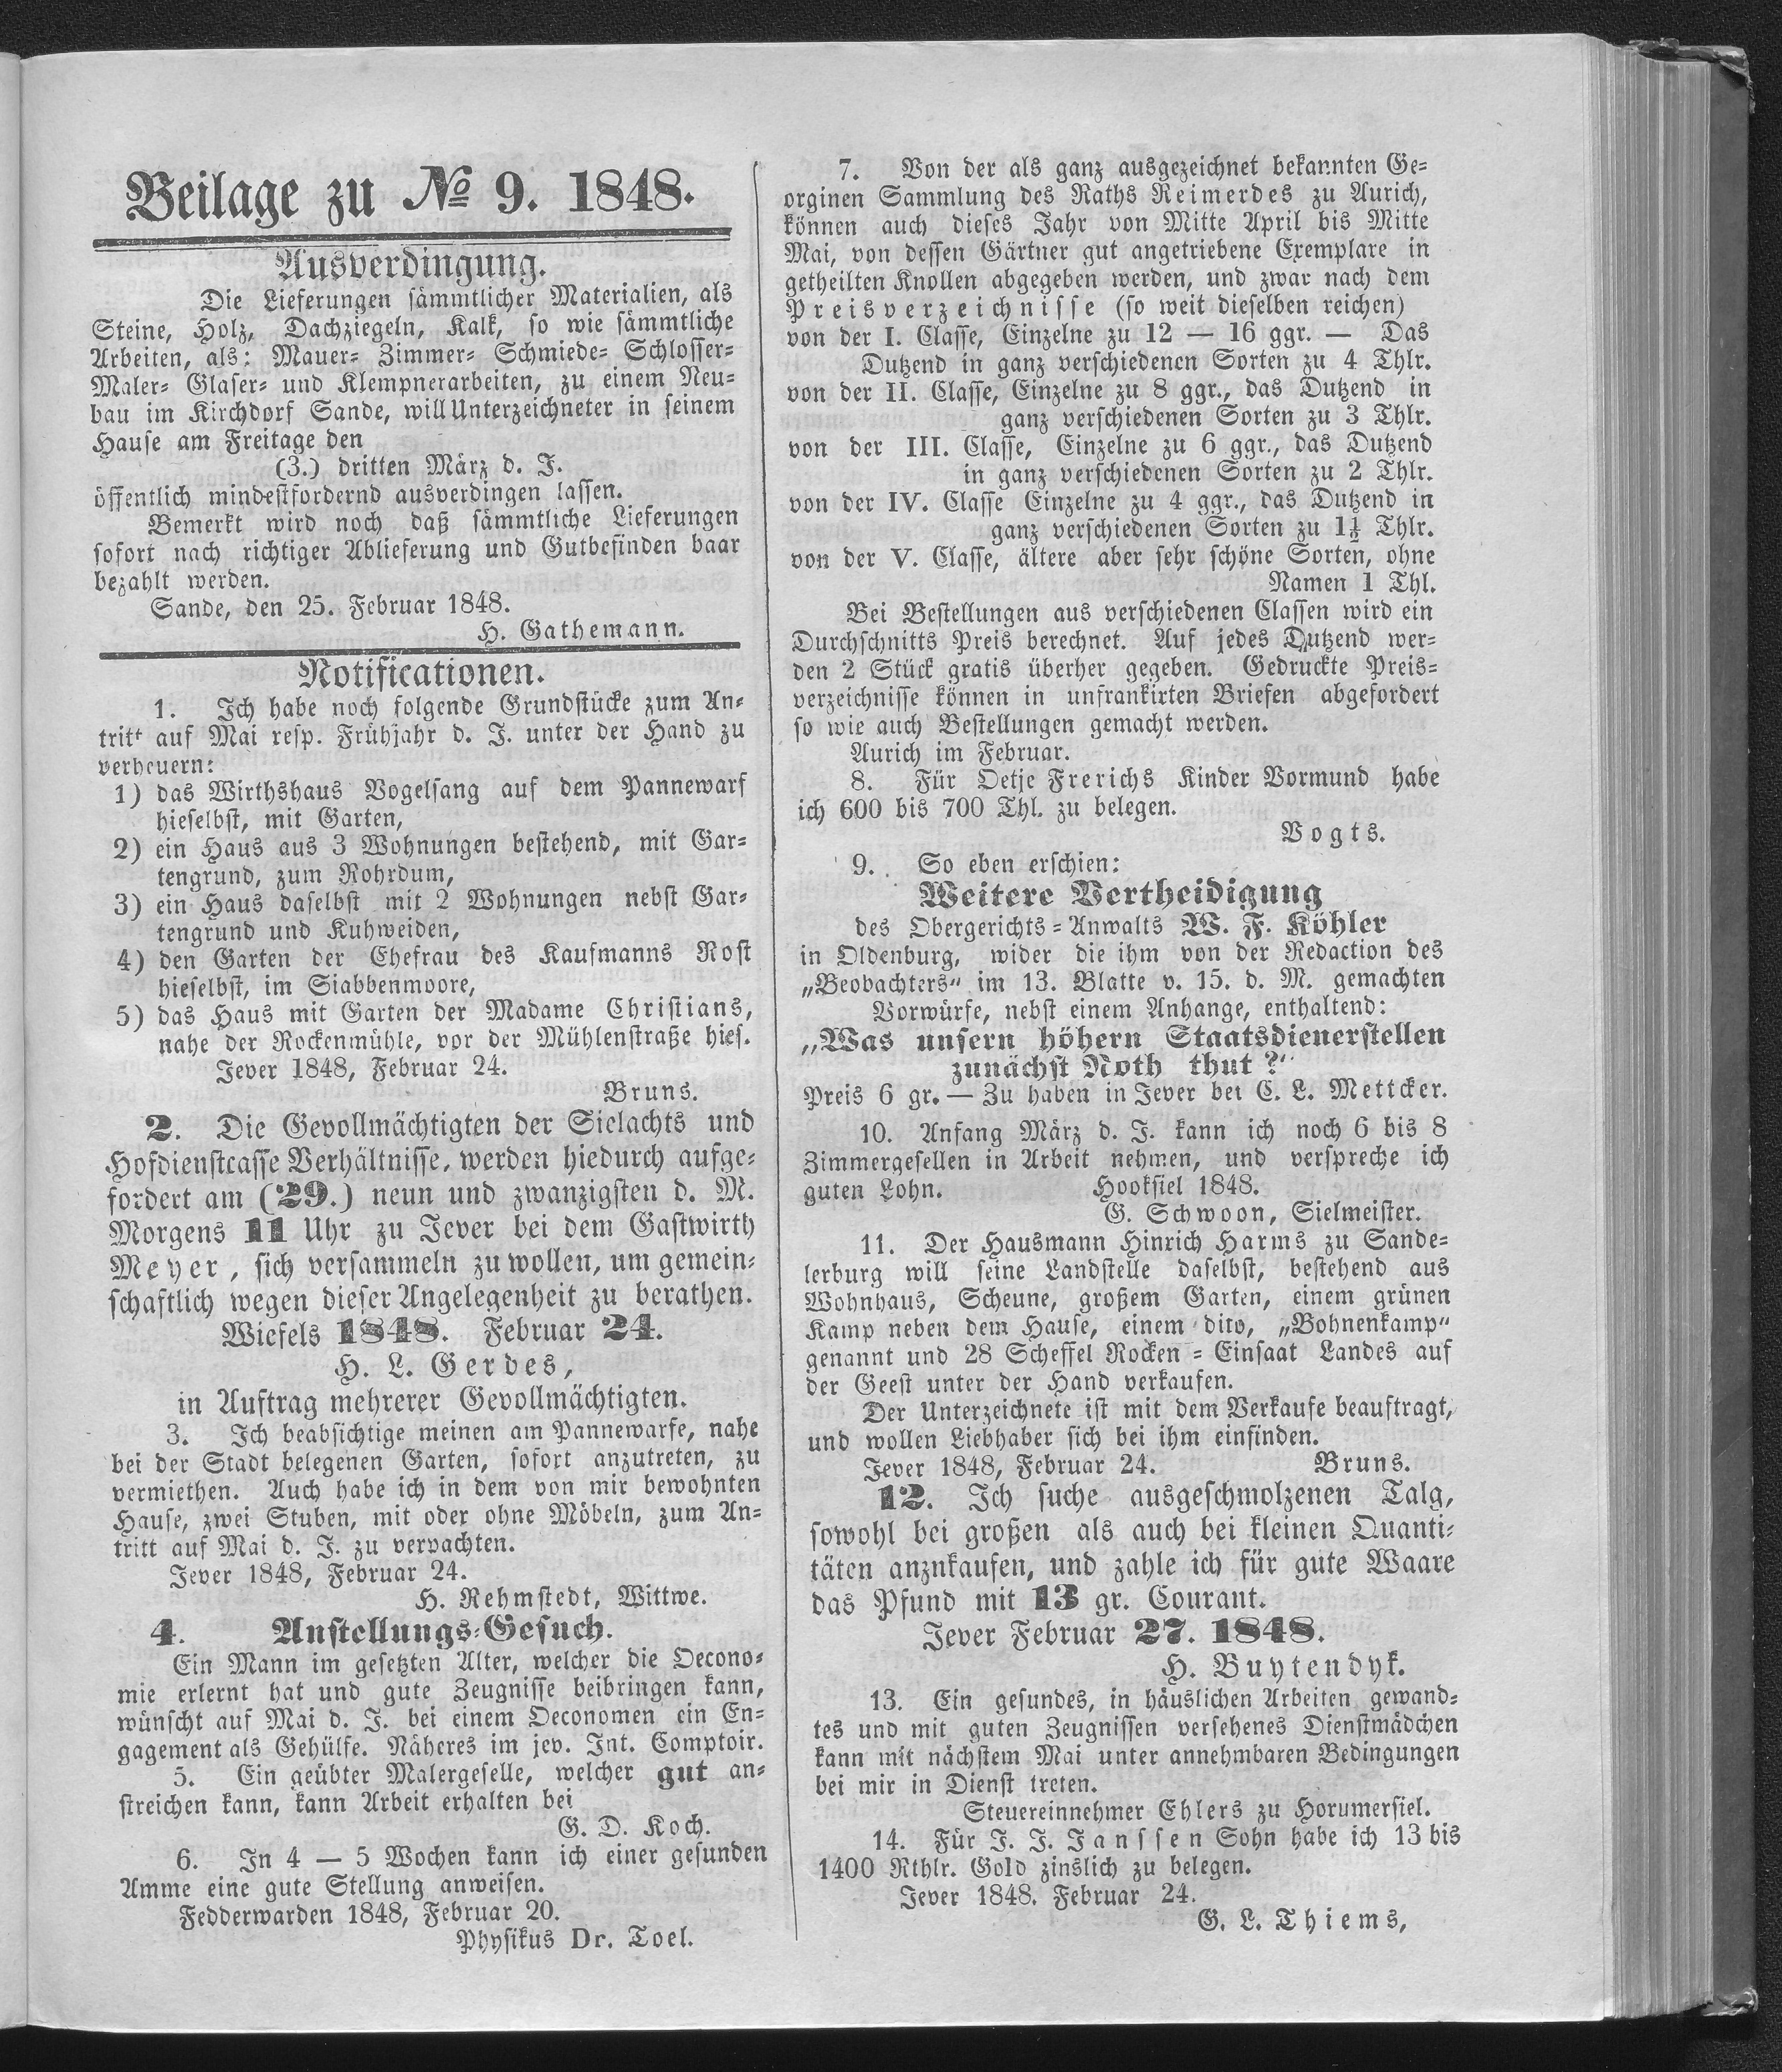 Beilage zu № 9. 1848.
Ausverdingung.
Die Lieferungen sämmtlicher Materialien, als
Steine, Holz, Dachziegeln, Kalk, so wie sämmtliche
Arbeiten, als: Mauer- Zimmer- Schmiede- Schlosser-
Maler- Glaser- und Klempnerarbeiten, zu einem Neu-
bau im Kirchdorf Sande, will Unterzeichneter in seinem
Hause am Freitage den
(3.) dritten März d. J.
öffentlich mindestfordernd ausverdingen lassen.
Bemerkt wird noch daß sämmtliche Lieferungen
sofort nach richtiger Ablieferung und Gutbefinden baar
bezahlt werden.
Sande, den 25. Februar 1848.
H. Gathemann.
Notificationen.
1. Ich habe noch folgende Grundstücke zum An-
tritt auf Mai resp. Frühjahr d. J. unter der Hand zu
verheuern:
1) das Wirthshaus Vogelsang auf dem Pannewarf
hieselbst, mit Garten,
2) ein Haus aus 3 Wohnungen bestehend, mit Gar-
tengrund, zum Rohrdum,
3) ein Haus daselbst mit 2 Wohnungen nebst Gar-
tengrund und Kuhweiden,
4) den Garten der Ehefrau des Kaufmanns Rost
hieselbst, im Siabbenmoore,
5) das Haus mit Garten der Madame Christians,
nahe der Rockenmühle, vor der Mühlenstraße hies.
Jever 1848, Februar 24.
Bruns.
2. Die Gevollmächtigten der Sielachts und
Hofdienstcasse Verhältnisse, werden hiedurch aufge-
fordert am (29.) neun und zwanzigsten d. M.
Morgens 11 Uhr zu Jever bei dem Gastwirth
Meyer, sich versammeln zu wollen, um gemein-
schaftlich wegen dieser Angelegenheit zu berathen.
Wiefels 1848. Februar 24.
H. L. Gerdes,
in Auftrag mehrerer Gevollmächtigten.
3. Ich beabsichtige meinen am Pannewarfe, nahe
bei der Stadt belegenen Garten, sofort anzutreten, zu
vermiethen. Auch habe ich in dem von mir bewohnten
Hause, zwei Stuben, mit oder ohne Möbeln, zum An-
tritt auf Mai d. J. zu verpachten.
Jever 1848, Februar 24.
H. Rehmstedt, Wittwe.
4. Anstellungs-Gesuch.
Ein Mann im gesetzten Alter, welcher die Oecono-
mie erlernt hat und gute Zeugnisse beibringen kann,
wünscht auf Mai d. J. bei einem Oeconomen ein En-
gagement als Gehülfe. Näheres im jev. Int. Comptoir.
5. Ein geübter Malergeselle, welcher gut an-
streichen kann, kann Arbeit erhalten bei
G. D. Koch.
6. In 4 — 5 Wochen kann ich einer gesunden
Amme eine gute Stellung anweisen.
Fedderwarden 1848, Februar 20.
Physikus Dr. Toel.
7. Von der als ganz ausgezeichnet bekannten Ge-
orginen Sammlung des Raths Reimerdes zu Aurich,
können auch dieses Jahr von Mitte April bis Mitte
Mai, von dessen Gärtner gut angetriebene Exemplare in
getheilten Knollen abgegeben werden, und zwar nach dem
Preisverzeichnisse (so weit dieselben reichen)
von der I. Classe, Einzelne zu 12 — 16 ggr. — Das
Dutzend in ganz verschiedenen Sorten zu 4 Thlr.
von der II. Classe, Einzelne zu 8 ggr., das Dutzend in
ganz verschiedenen Sorten zu 3 Thlr.
von der III. Classe, Einzelne zu 6 ggr., das Dutzend
in ganz verschiedenen Sorten zu 2 Thlr.
von der IV. Classe Einzelne zu 4 ggr., das Dutzend in
ganz verschiedenen Sorten zu 1½ Thlr.
von der V. Classe, ältere aber sehr schöne Sorten, ohne
Namen 1 Thl.
Bei Bestellungen aus verschiedenen Classen wird ein
Durchschnitts Preis berechnet. Auf jedes Dutzend wer-
den 2 Stück gratis überher gegeben. Gedruckte Preis-
verzeichnisse können in unfrankirten Briefen abgefordert
so wie auch Bestellungen gemacht werden.
Aurich im Februar.
8. Für Oetje Frerichs Kinder Vormund habe
ich 600 bis 700 Thl. zu belegen.
Vogts.
9. So eben erschien:
Weitere Vertheidigung
des Obergerichts-Anwalts W. F. Köhler
in Oldenburg, wider die ihm von der Redaction des
„Beobachters“ im 13. Blatte v. 15. d. M. gemachten
Vorwürfe, nebst einem Anhange, enthaltend:
„Was unsern höhern Staatsdienerstellen
zunächst Noth thut?“
Preis 6 gr. — Zu haben in Jever bei C. L. Mettcker.
10. Anfang März d. J. kann ich noch 6 bis 8
Zimmergesellen in Arbeit nehmen, und verspreche ich
guten Lohn. Hooksiel 1848.
G. Schwoon, Sielmeister.
11. Der Hausmann Hinrich Harms zu Sande-
lerburg will seine Landstelle daselbst, bestehend aus
Wohnhaus, Scheune, großem Garten, einem grünen
Kamp neben dem Hause, einem dito, „Bohnenkamp“
genannt und 28 Scheffel Rocken-Einsaat Landes auf
der Geest unter der Hand verkaufen.
Der Unterzeichnete ist mit dem Verkaufe beauftragt,
und wollen Liebhaber sich bei ihm einfinden.
Jever 1848, Februar 24. Bruns.
12. Ich suche ausgeschmolzenen Talg,
sowohl bei großen als auch bei kleinen Quanti-
täten anznkaufen, und zahle ich für gute Waare
das Pfund mit 13 gr. Courant.
Jever Februar 27. 1848.
H. Buytendyk.
13. Ein gesundes, in häuslichen Arbeiten gewand-
tes und mit guten Zeugnissen versehenes Dienstmädchen
kann mit nächstem Mai unter annehmbaren Bedingungen
bei mir in Dienst treten.
Steuereinnehmer Ehlers zu Horumersiel.
14. Für J. J. Janssen Sohn habe ich 13 bis
1400 Rthlr. Gold zinslich zu belegen.
Jever 1848. Februar 24.
G. L. Thiems,